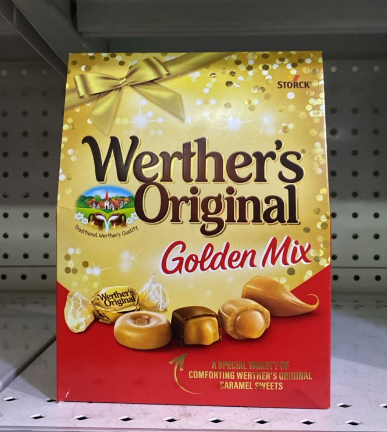 STORCK
Werther's
Original
Traditional Werther's Quality
Golden Mix
Werther's
Original
A SPECIAL VARIETY OF
COMFORTING WERTHER'S ORIGINAL
CARAMEL SWEETS